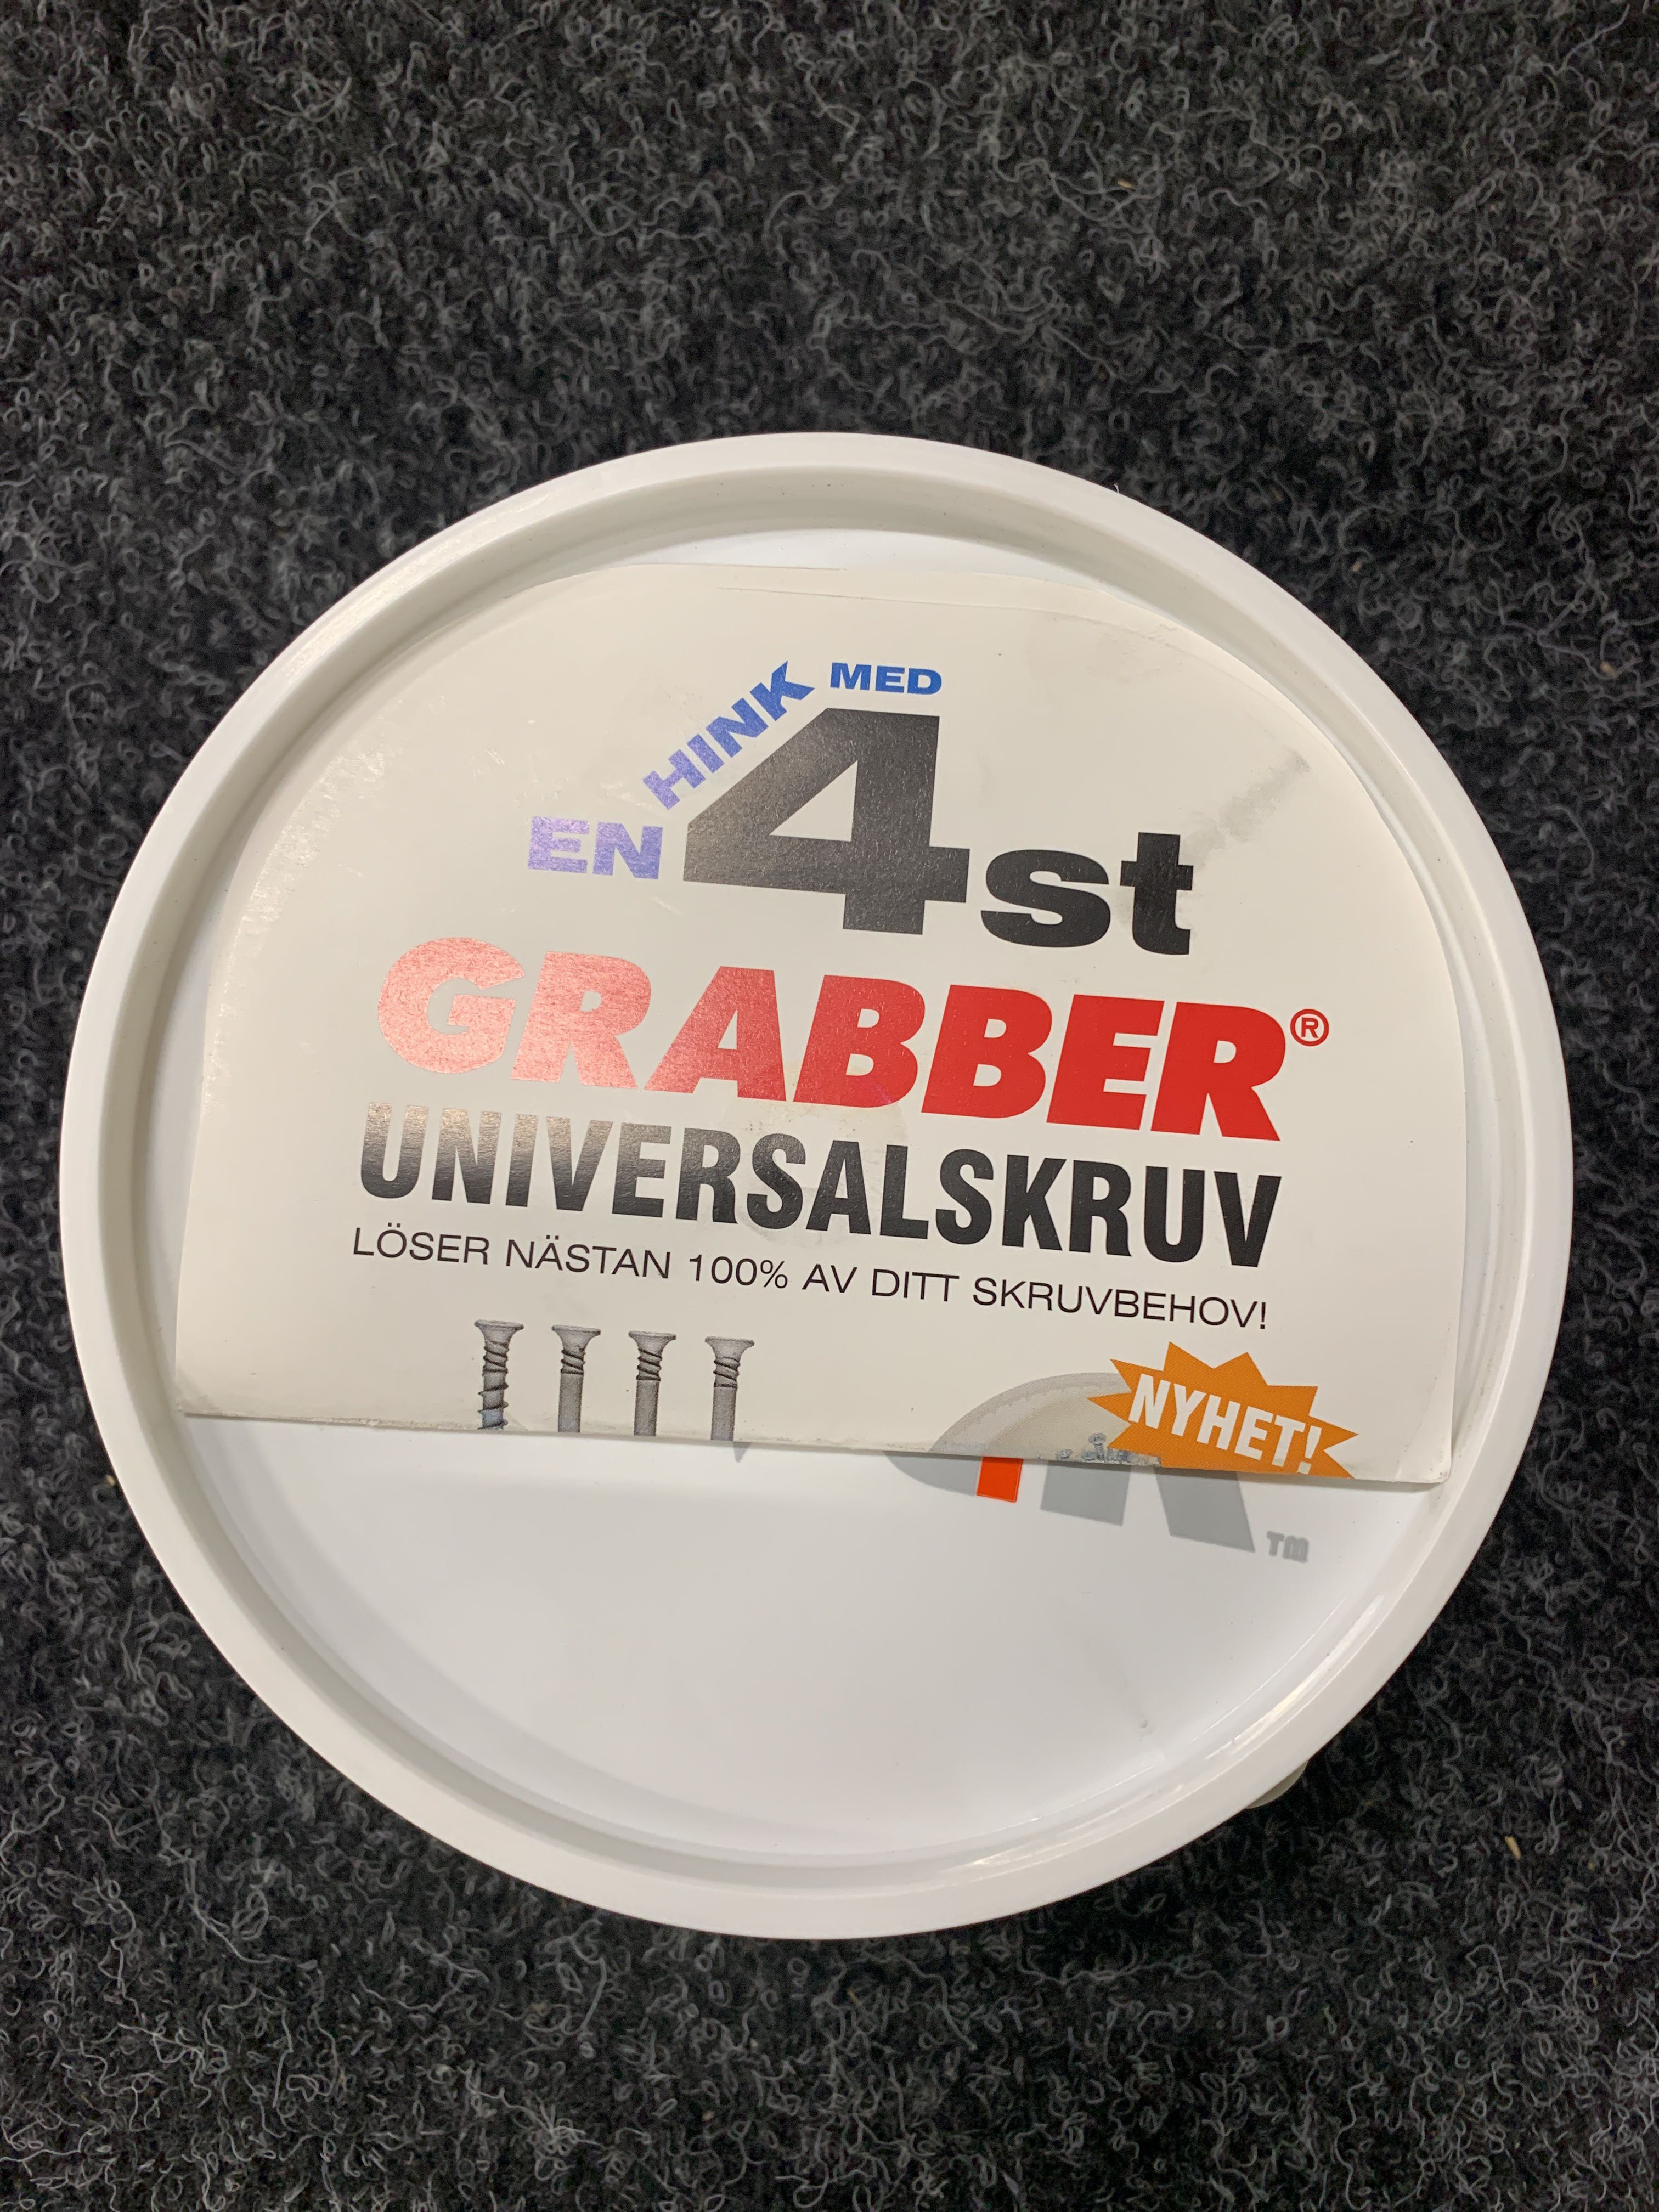 EN HINK MED
4st
GRABBER®
UNIVERSALSKRUV
LÖSER NÄSTAN 100% AV DITT SKRUVBEHOV!
NYHET!
TM